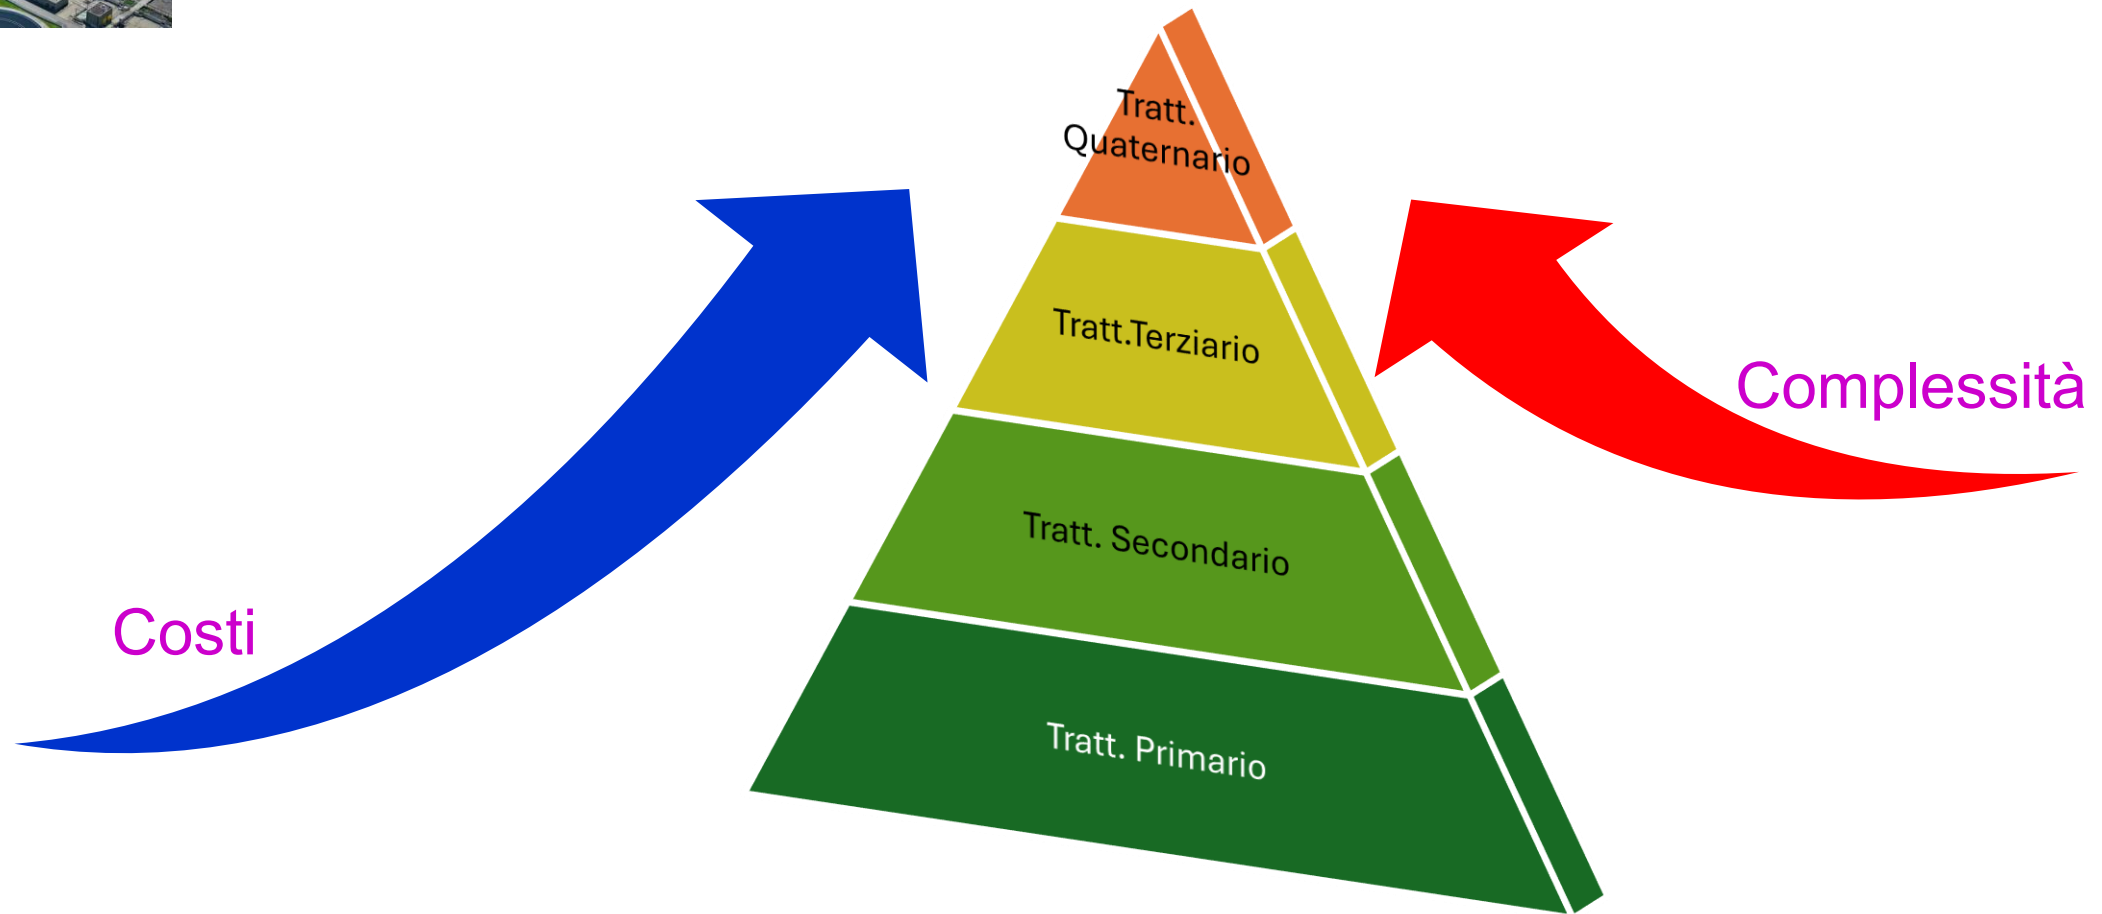 Tratt.
Quaternario
Tratt.Terziario
Complessità
Tratt. Secondario
Costi
Tratt. Primario